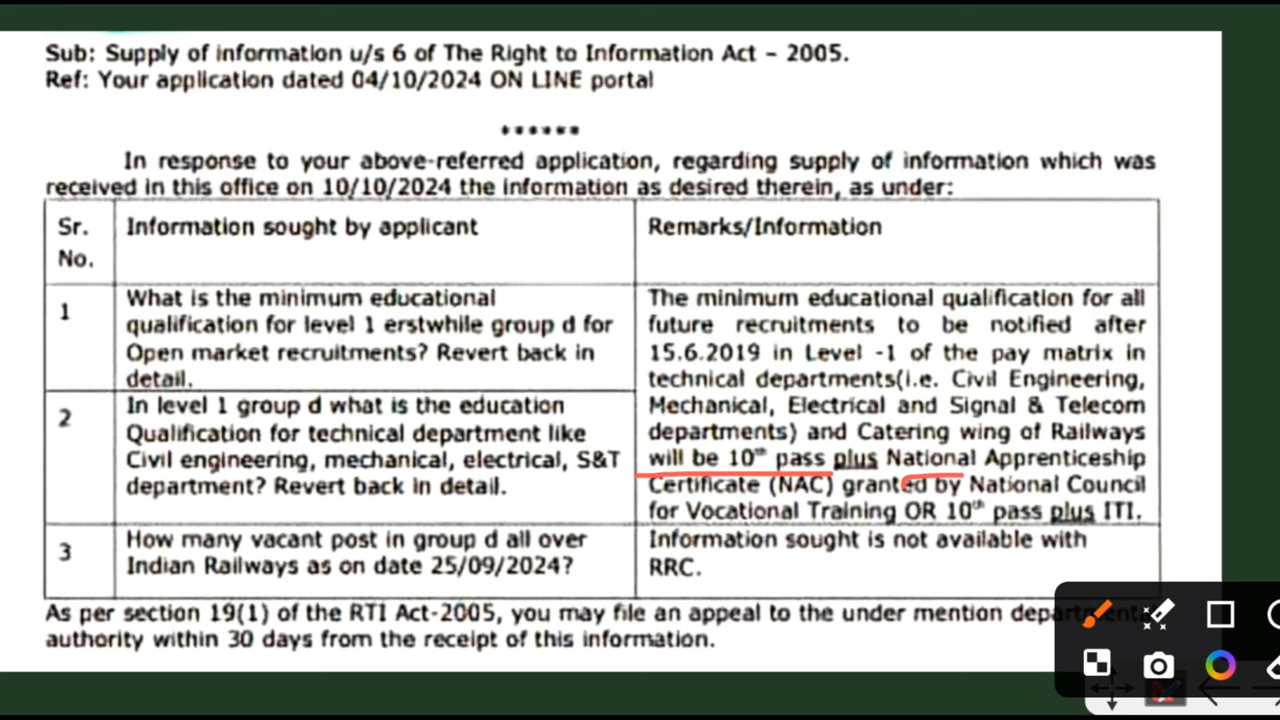 Sub: Supply of information u/s 6 of The Right to Information Act – 2005.
Ref: Your application dated 04/10/2024 ON LINE portal
******
In response to your above-referred application, regarding supply of information which was
received in this office on 10/10/2024 the information as desired therein, as under:
Sr.
No.
Information sought by applicant
Remarks/Information
1
What is the minimum educational
qualification for level 1 erstwhile group d for
Open market recruitments? Revert back in
detail.
2
In level 1 group d what is the education
Qualification for technical department like
Civil engineering, mechanical, electrical, S&T
department? Revert back in detail.
The minimum educational qualification for all
future recruitments to be notified after
15.6.2019 in Level -1 of the pay matrix in
technical departments(i.e. Civil Engineering,
Mechanical, Electrical and Signal & Telecom
departments) and Catering wing of Railways
will be 10th pass plus National Apprenticeship
Certificate (NAC) granted by National Council
for Vocational Training OR 10th pass plus ITI.
3
How many vacant post in group d all over
Indian Railways as on date 25/09/2024?
Information sought is not available with
RRC.
As per section 19(1) of the RTI Act-2005, you may file an appeal to the under mention
authority within 30 days from the receipt of this information.